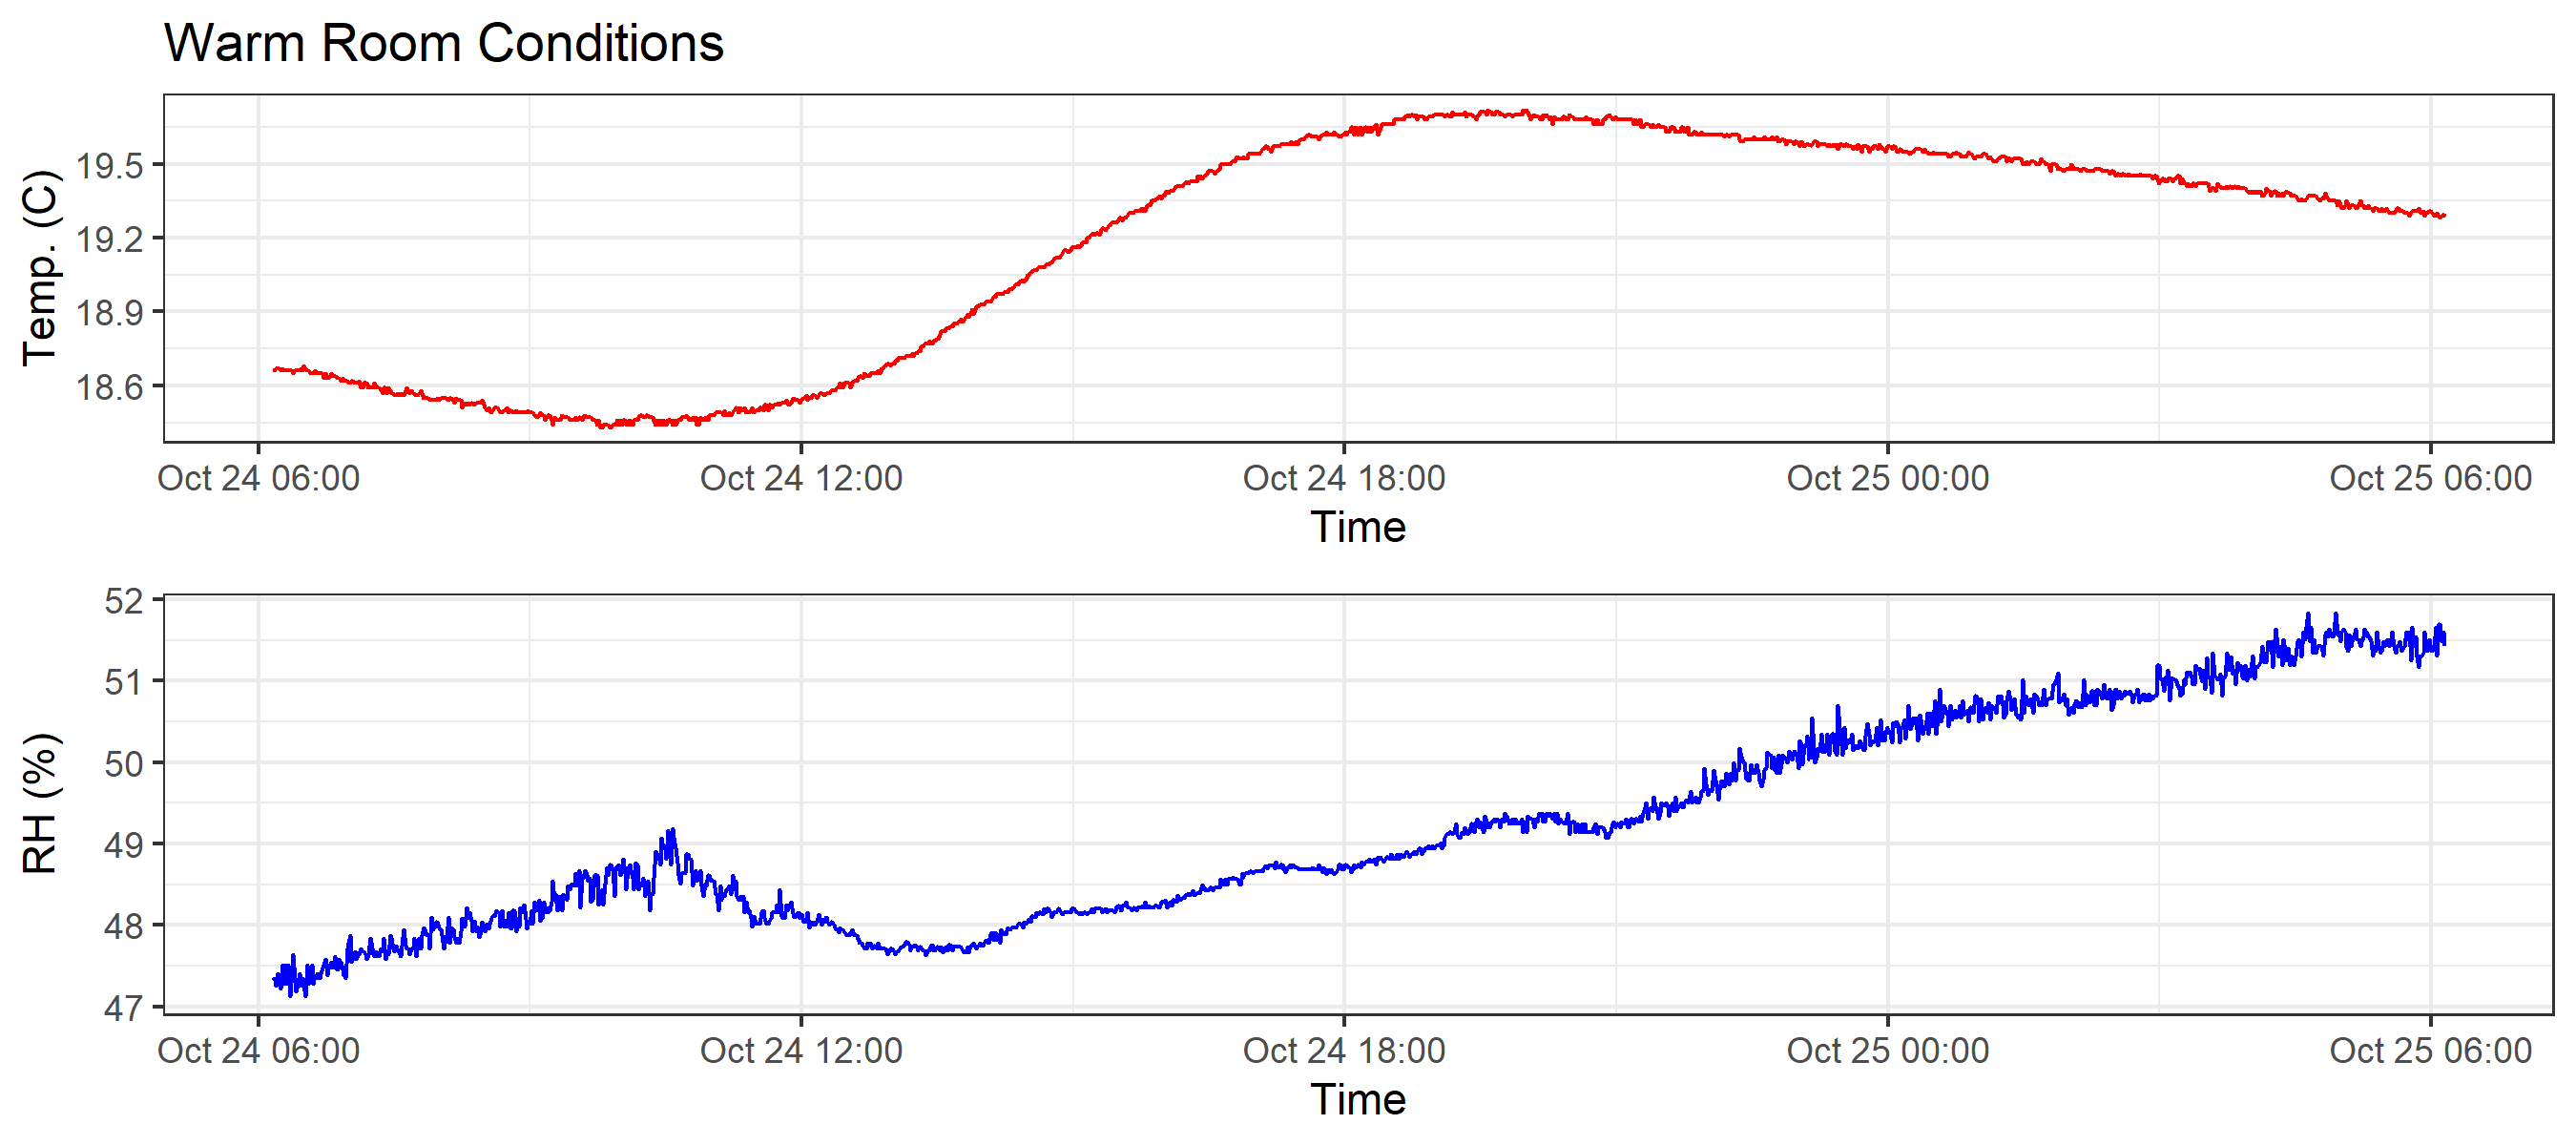 Warm Room Conditions
Temp. (C)
19.5
19.2
18.9
18.6
Oct 24 06:00 Oct 24 12:00 Oct 24 18:00 Oct 25 00:00 Oct 25 06:00
Time
RH (%)
52
51
50
49
48
47
Oct 24 06:00 Oct 24 12:00 Oct 24 18:00 Oct 25 00:00 Oct 25 06:00
Time